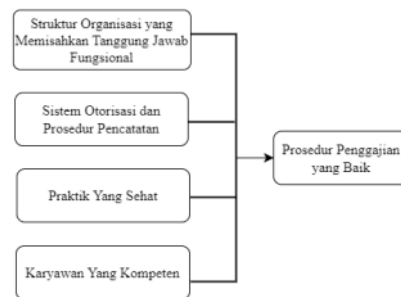 Struktur Organisasi yang
Memisahkan Tanggung Jawab
Fungsional
Sistem Otorisasi dan
Prosedur Pencatatan
Praktik Yang Sehat
Karyawan Yang Kompeten
Prosedur Penggajian
yang Baik